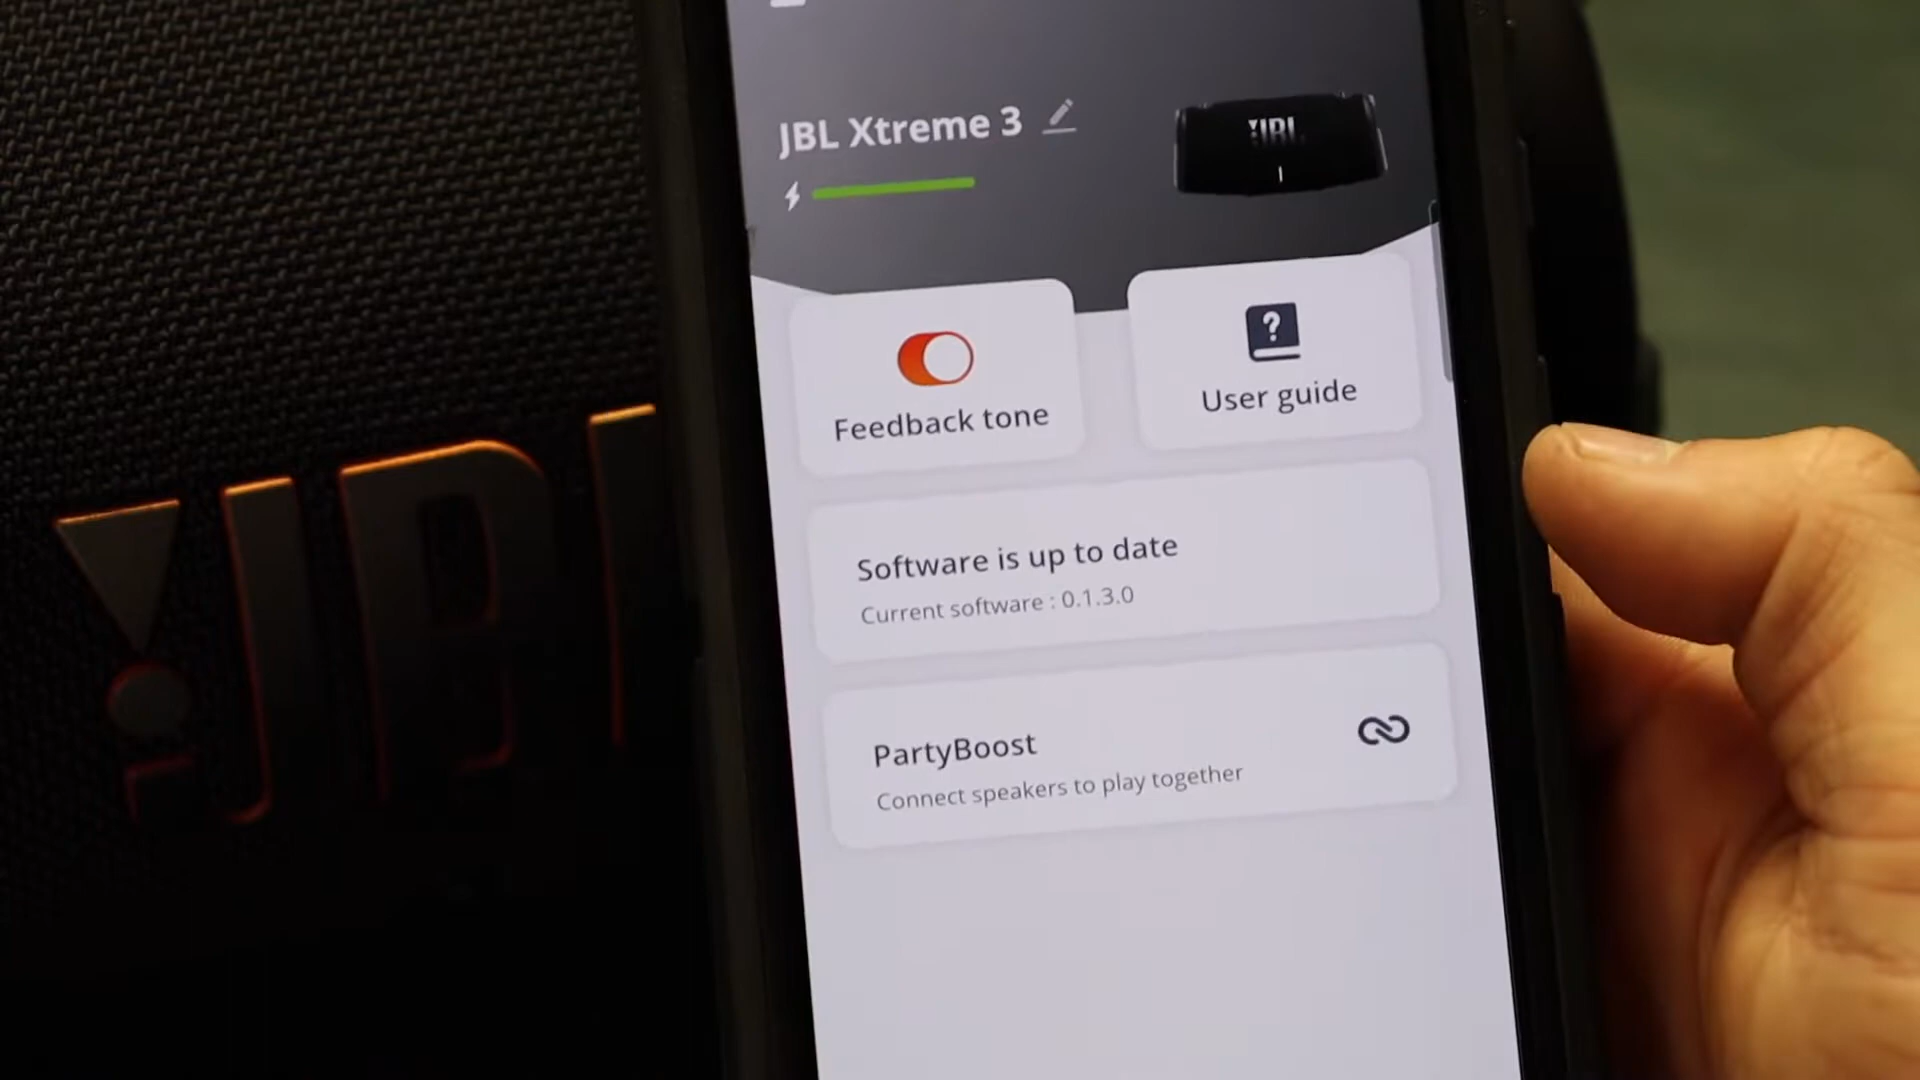 JBL Xtreme 3
JBL
Feedback tone
User guide
Software is up to date
Current software : 0.1.3.0
PartyBoost
Connect speakers to play together
JBL